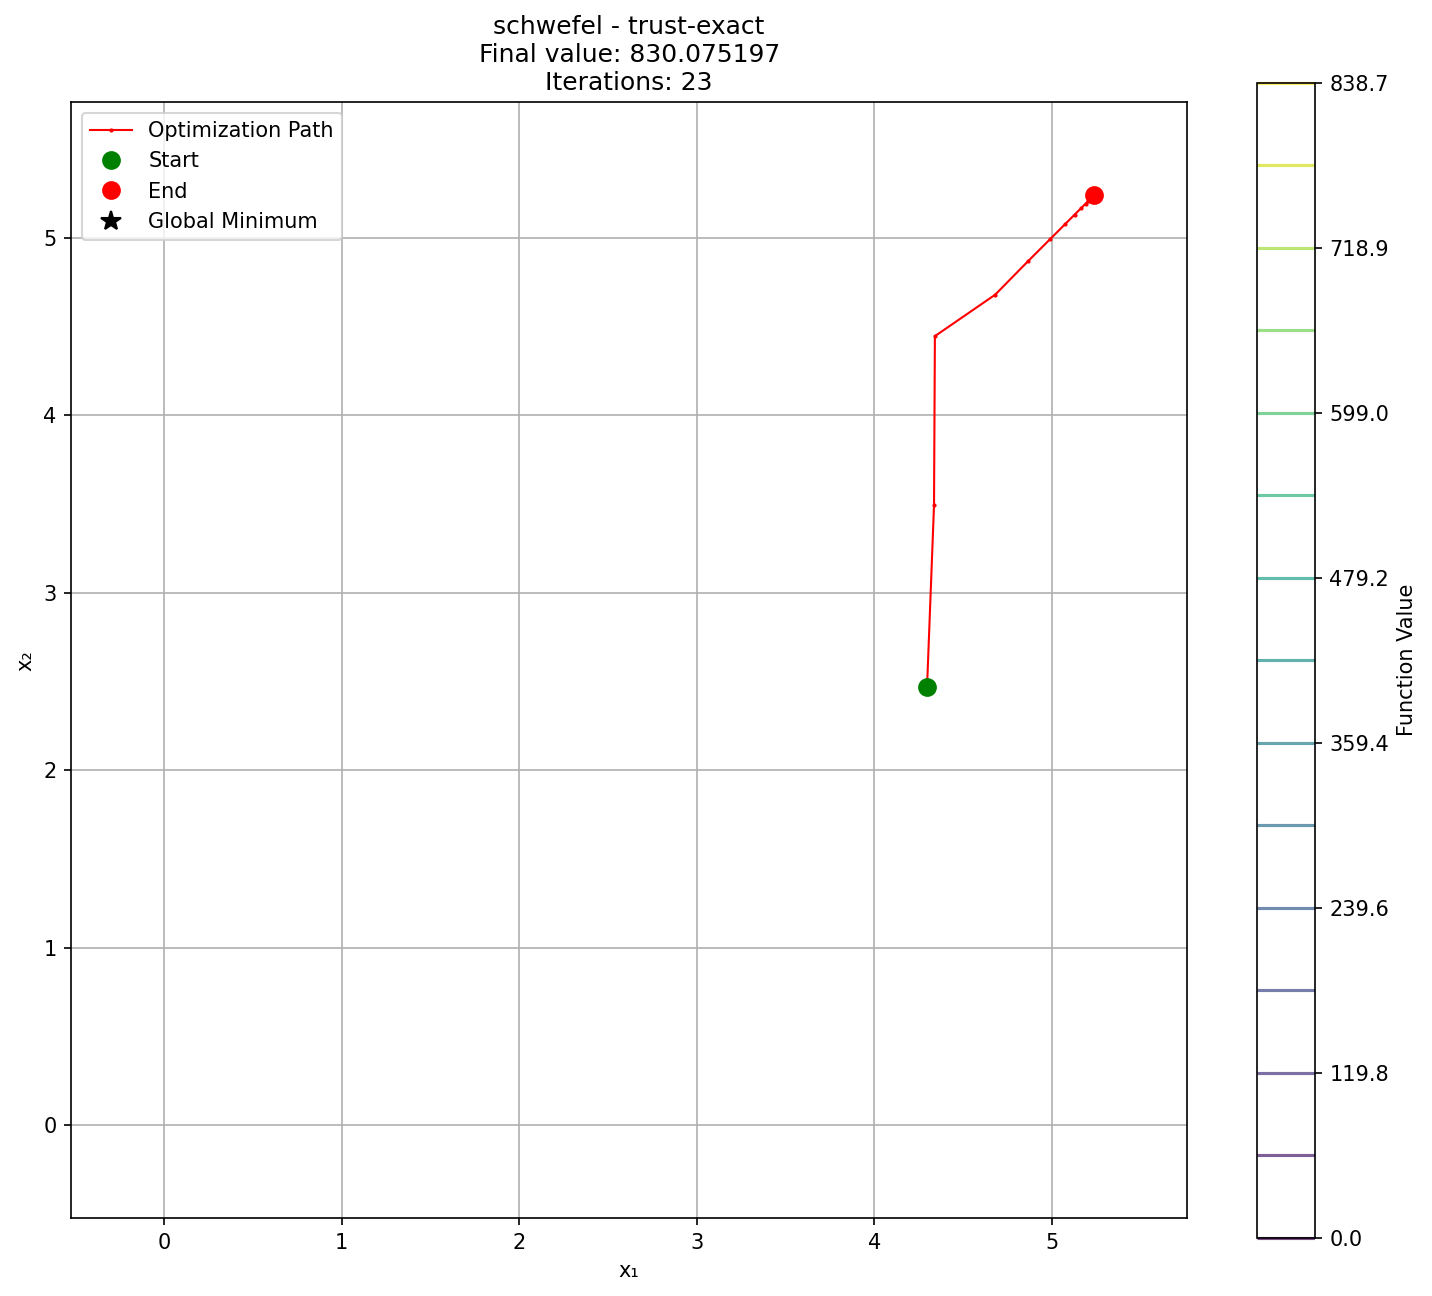 schwefel - trust-exact
Final value: 830.075197
Iterations: 23
Optimization Path
Start
End
Global Minimum
5
4
3
2
1
0
x₂
0 1 2 3 4 5
x₁
838.7
718.9
599.0
479.2
359.4
239.6
119.8
0.0
Function Value